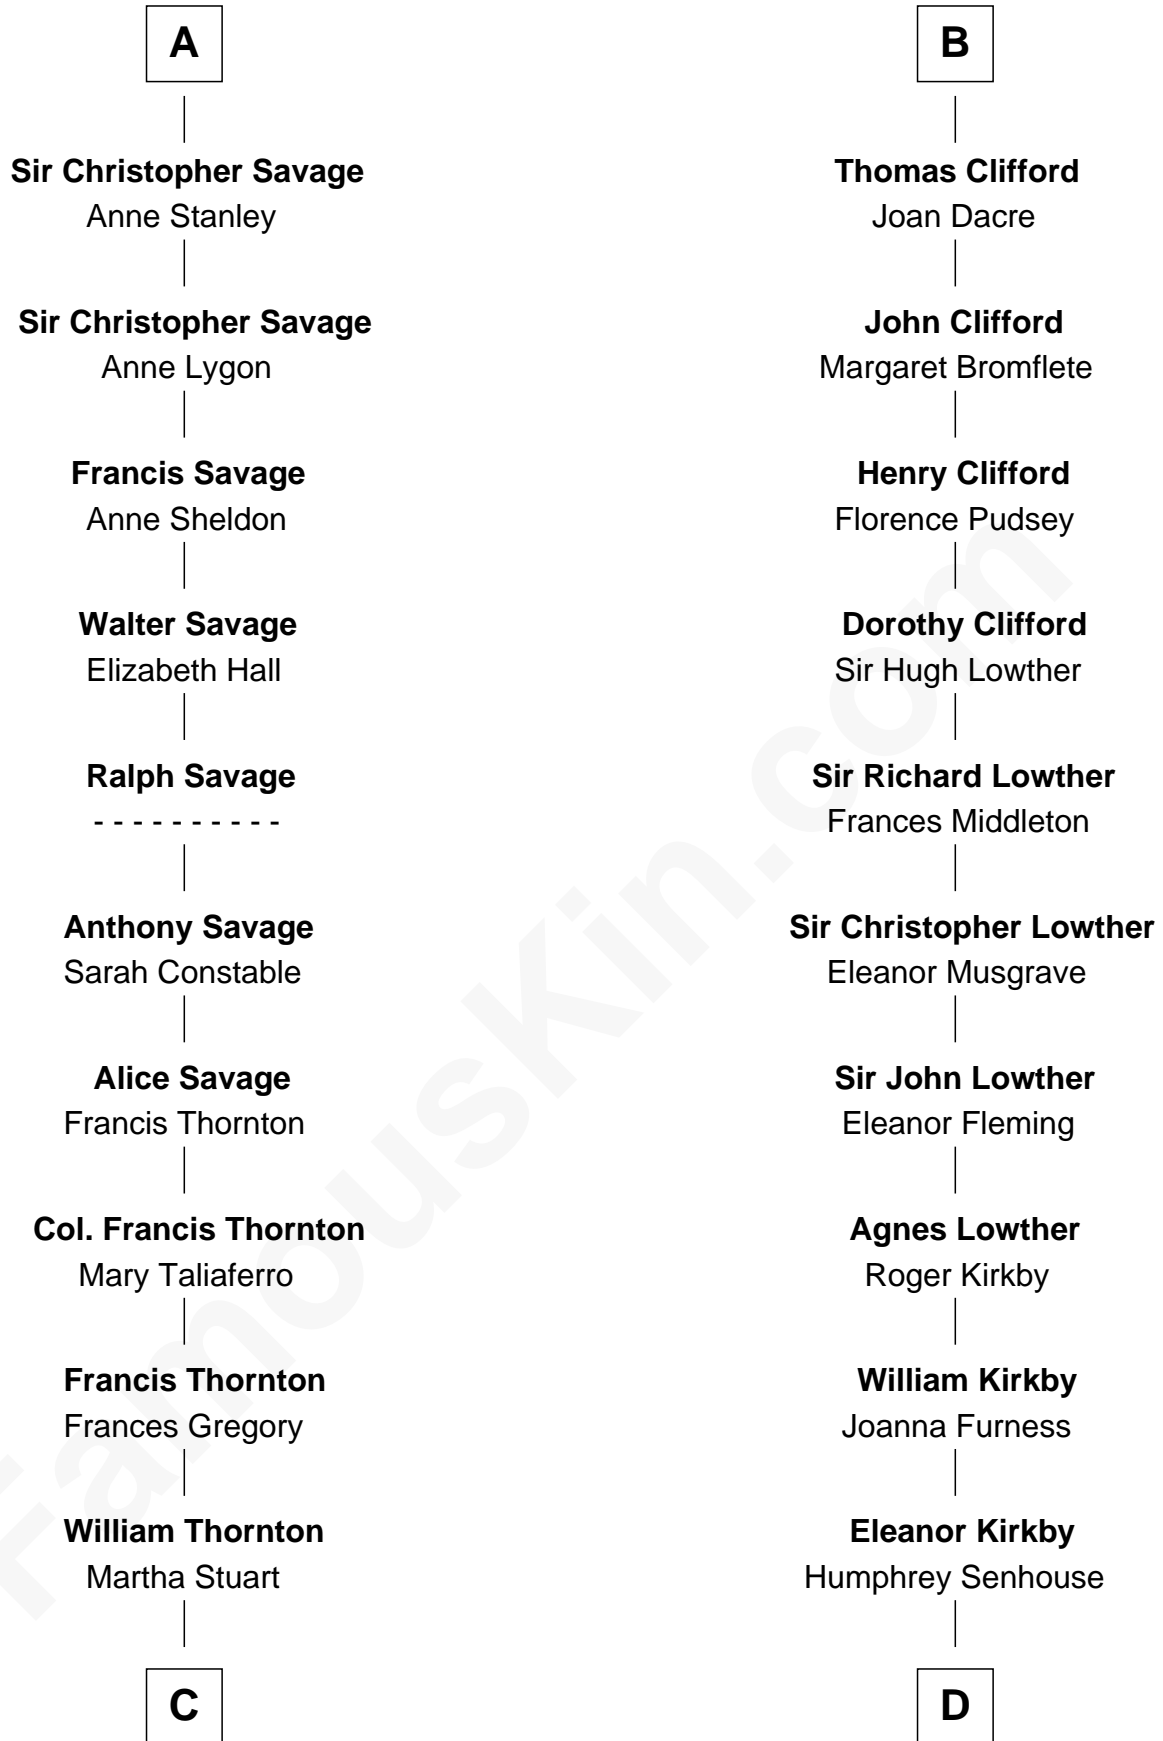 A
Sir Christopher Savage
Anne Stanley
Sir Christopher Savage
Anne Lygon
Francis Savage
Anne Sheldon
Walter Savage
Elizabeth Hall
Ralph Savage
- - - - - - - - - -
Anthony Savage
Sarah Constable
Alice Savage
Francis Thornton
Col. Francis Thornton
Mary Taliaferro
Francis Thornton
Frances Gregory
William Thornton
Martha Stuart
C
B
Thomas Clifford
Joan Dacre
John Clifford
Margaret Bromflete
Henry Clifford
Florence Pudsey
Dorothy Clifford
Sir Hugh Lowther
Sir Richard Lowther
Frances Middleton
Sir Christopher Lowther
Eleanor Musgrave
Sir John Lowther
Eleanor Fleming
Agnes Lowther
Roger Kirkby
William Kirkby
Joanna Furness
Eleanor Kirkby
Humphrey Senhouse
D
FamousKin.com